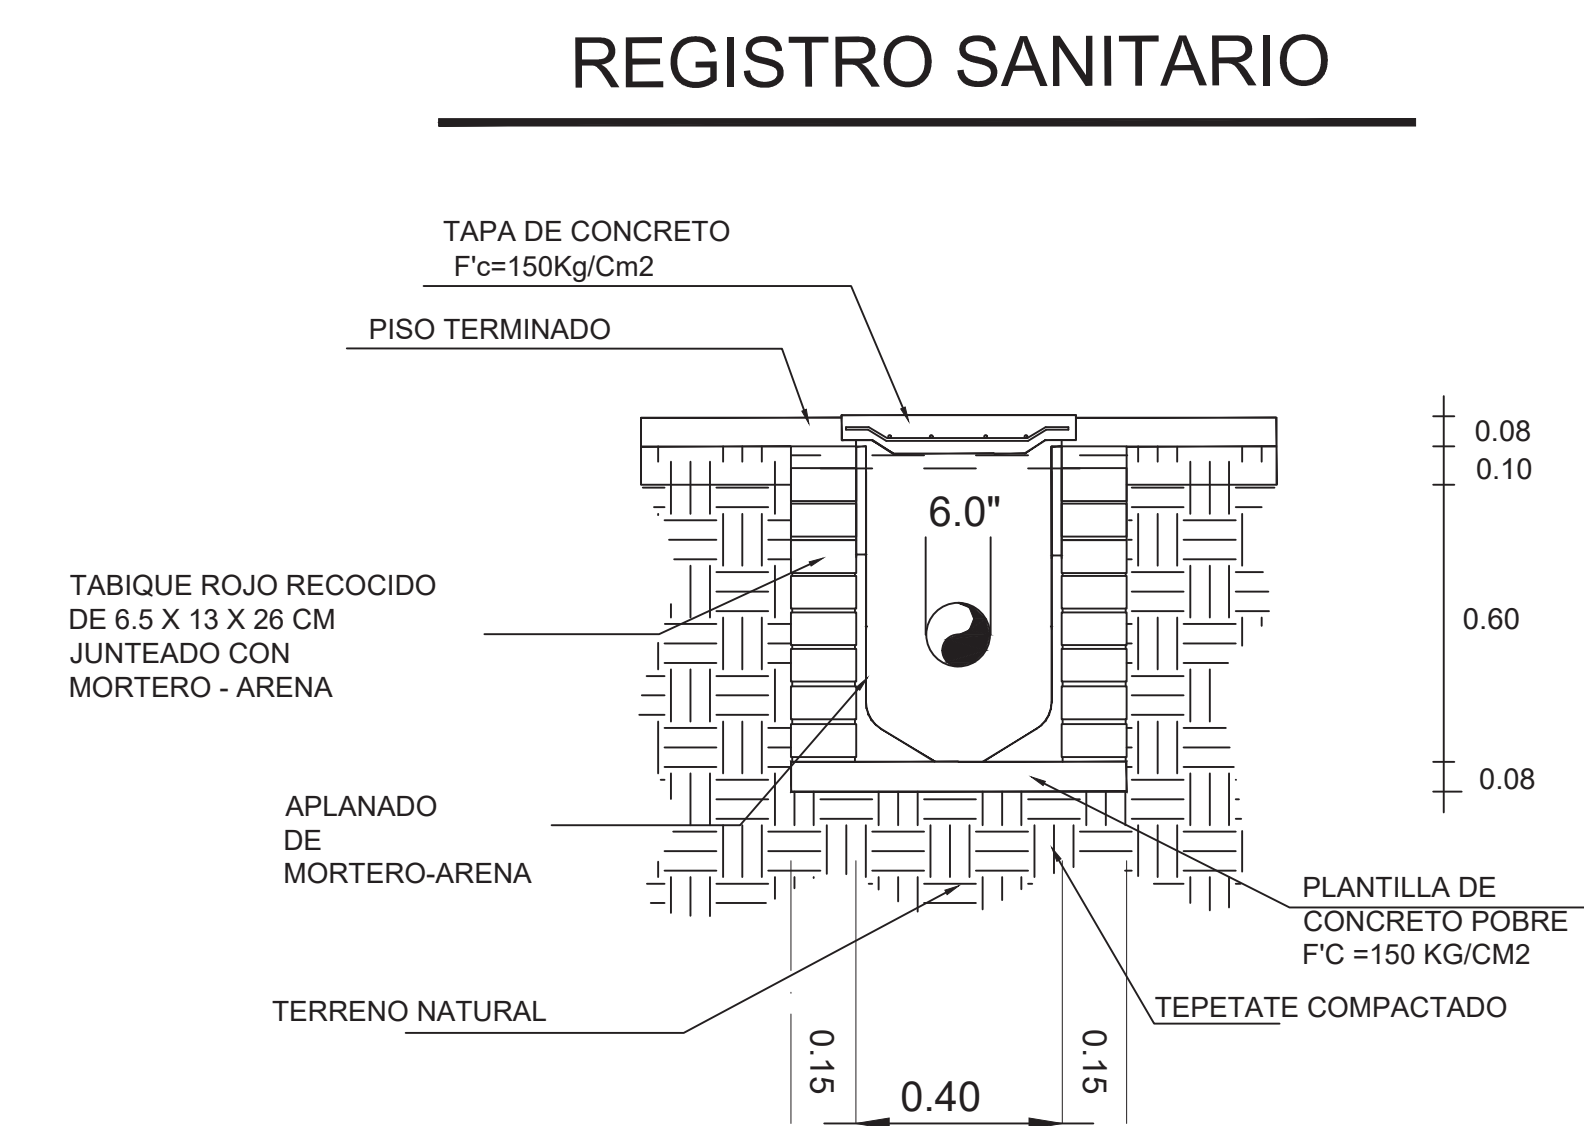 REGISTRO SANITARIO
TAPA DE CONCRETO
F'c=150Kg/Cm2
PISO TERMINADO
0.08
0.10
6.0"
TABIQUE ROJO RECOCIDO
DE 6.5 X 13 X 26 CM
JUNTEADO CON
MORTERO - ARENA
0.60
0.08
APLANADO
DE
MORTERO-ARENA
PLANTILLA DE
CONCRETO POBRE
F'C =150 KG/CM2
TERRENO NATURAL
TEPETATE COMPACTADO
0.15
0.40
0.15